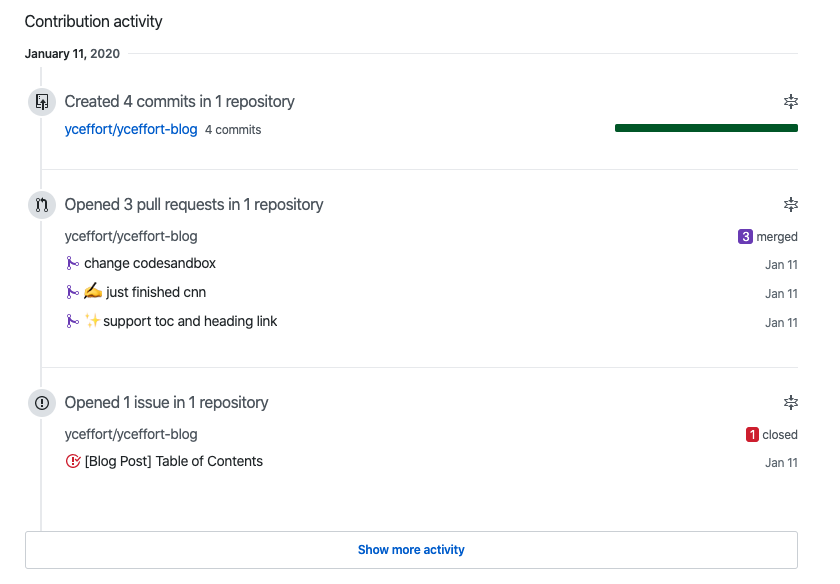 Contribution activity
January 11, 2020
Created 4 commits in 1 repository
yceffort/yceffort-blog 4 commits
Opened 3 pull requests in 1 repository
yceffort/yceffort-blog 3 merged
change codesandbox Jan 11
✍️ just finished cnn Jan 11
✨ support toc and heading link Jan 11
Opened 1 issue in 1 repository
yceffort/yceffort-blog 1 closed
[Blog Post] Table of Contents Jan 11
Show more activity